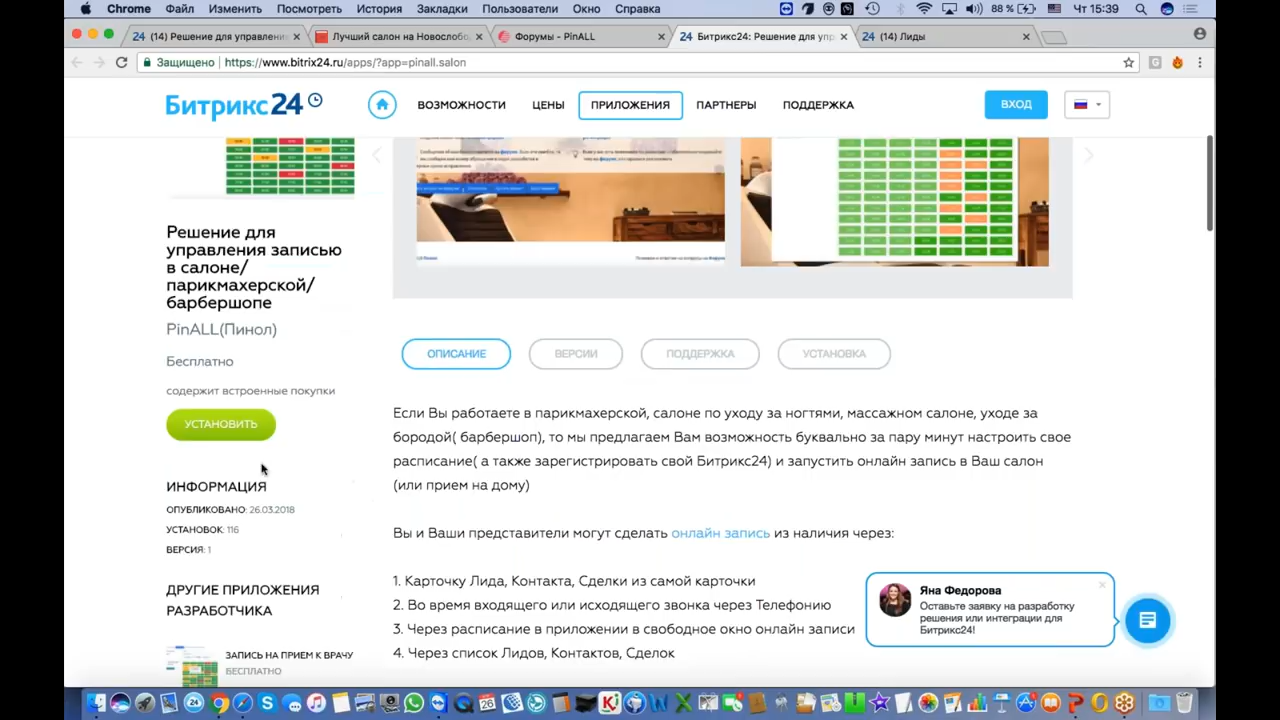 Chrome Файл Изменить Просмотреть История Закладки Пользователи Окно Справка 88 % Чт 15:39
24 (14) Решение для управлени
Лучший салон на Новослобо
Форумы - PinALL
24 Битрикс24: Решение для упр
24 (14) Лиды
Защищено https://www.bitrix24.ru/apps/?app=pinall.salon
Битрикс24
ВОЗМОЖНОСТИ ЦЕНЫ ПРИЛОЖЕНИЯ ПАРТНЕРЫ ПОДДЕРЖКА
ВХОД
Решение для
управления записью
в салоне/
парикмахерской/
барбершопе
PinALL(Пинол)
Бесплатно
содержит встроенные покупки
УСТАНОВИТЬ
ИНФОРМАЦИЯ
ОПУБЛИКОВАНО: 26.03.2018
УСТАНОВОК: 116
ВЕРСИЯ: 1
ДРУГИЕ ПРИЛОЖЕНИЯ
РАЗРАБОТЧИКА
ЗАПИСЬ НА ПРИЕМ К ВРАЧУ
БЕСПЛАТНО
ОПИСАНИЕ ВЕРСИИ ПОДДЕРЖКА УСТАНОВКА
Если Вы работаете в парикмахерской, салоне по уходу за ногтями, массажном салоне, уходе за
бородой( барбершоп), то мы предлагаем Вам возможность буквально за пару минут настроить свое
расписание( а также зарегистрировать свой Битрикс24) и запустить онлайн запись в Ваш салон
(или прием на дому)
Вы и Ваши представители могут сделать онлайн запись из наличия через:
1. Карточку Лида, Контакта, Сделки из самой карточки
2. Во время входящего или исходящего звонка через Телефонию
3. Через расписание в приложении в свободное окно онлайн записи
4. Через список Лидов, Контактов, Сделок
Яна Федорова
Оставьте заявку на разработку
решения или интеграции для
Битрикс24!